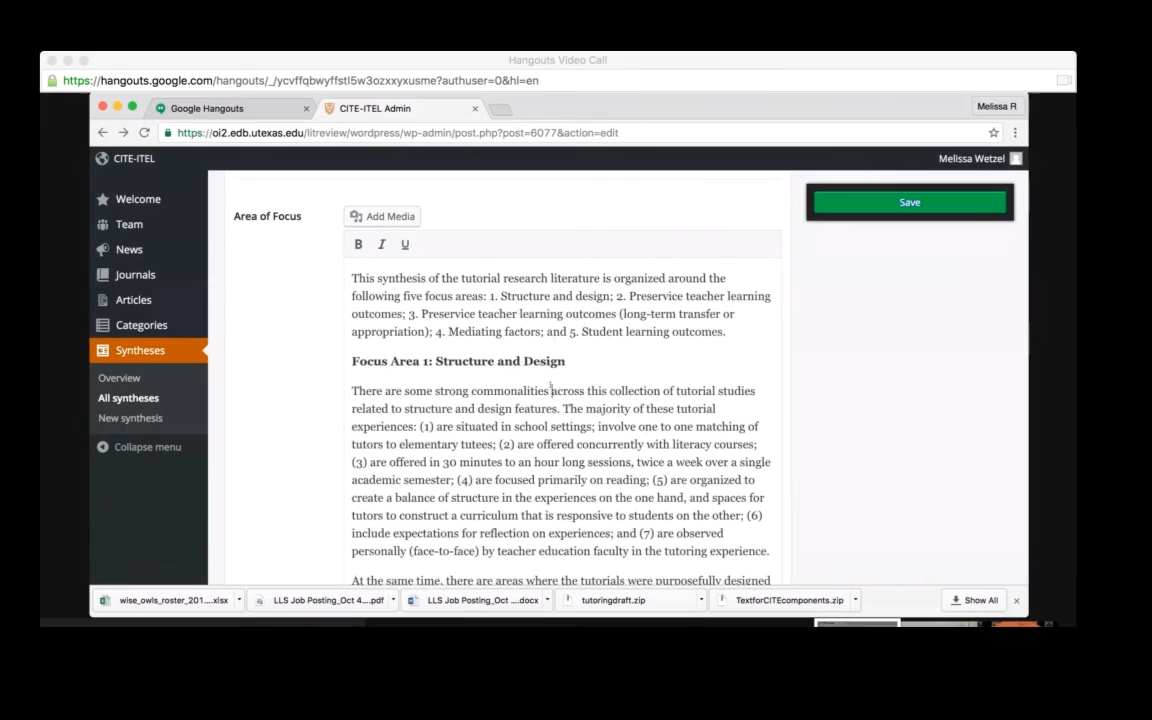 Hangouts Video Call
https://hangouts.google.com/hangouts/_/ycvffqbwyffstl5w3ozxxyxusme?authuser=0&hl=en
Google Hangouts
CITE-ITEL Admin
Melissa R
https://oi2.edb.utexas.edu/litreview/wordpress/wp-admin/post.php?post=6077&action=edit
CITE-ITEL
Melissa Wetzel
Welcome
Team
News
Journals
Articles
Categories
Syntheses
Overview
All syntheses
New synthesis
Collapse menu
Area of Focus
Add Media
B I U
This synthesis of the tutorial research literature is organized around the
following five focus areas: 1. Structure and design; 2. Preservice teacher learning
outcomes; 3. Preservice teacher learning outcomes (long-term transfer or
appropriation); 4. Mediating factors; and 5. Student learning outcomes.
Focus Area 1: Structure and Design
There are some strong commonalities across this collection of tutorial studies
related to structure and design features. The majority of these tutorial
experiences: (1) are situated in school settings; involve one to one matching of
tutors to elementary tutees; (2) are offered concurrently with literacy courses;
(3) are offered in 30 minutes to an hour long sessions, twice a week over a single
academic semester; (4) are focused primarily on reading; (5) are organized to
create a balance of structure in the experiences on the one hand, and spaces for
tutors to construct a curriculum that is responsive to students on the other; (6)
include expectations for reflection on experiences; and (7) are observed
personally (face-to-face) by teacher education faculty in the tutoring experience.
At the same time, there are areas where the tutorials were purposefully designed
Save
wise_owls_roster_201....xlsx
LLS Job Posting_Oct 4....pdf
LLS Job Posting_Oct ....docx
tutoringdraft.zip
TextforCITEcomponents.zip
Show All